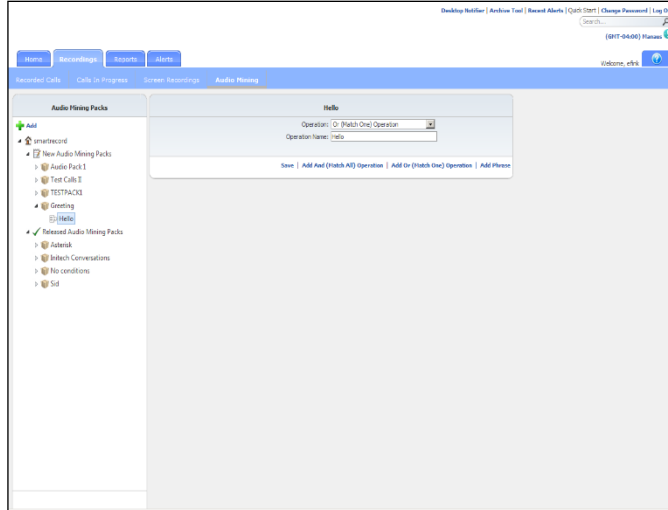 Desktop Notifier | Archive Tool | Recent Alerts | Quick Start | Change Password | Log O
Search...
(GMT-04:00) Manaus
Home Recordings Reports Alerts
Welcome, efink
Recorded Calls Calls In Progress Screen Recordings Audio Mining
Audio Mining Packs
Hello
Add
smartrecord
New Audio Mining Packs
Audio Pack 1
Test Calls II
TESTPACK1
Greeting
Hello
Released Audio Mining Packs
Asterisk
Initech Conversations
No conditions
Sid
Operation: Or (Match One) Operation
Operation Name: Hello
Save | Add And (Match All) Operation | Add Or (Match One) Operation | Add Phrase